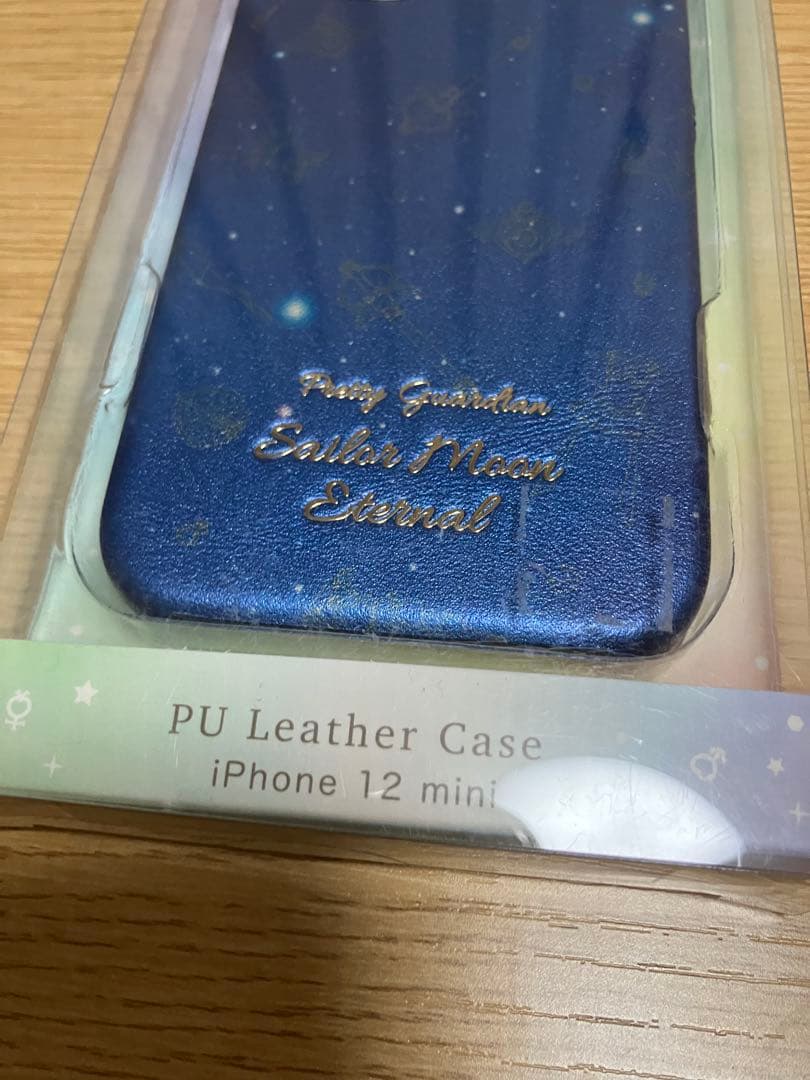 Pretty Guardian
Sailor Moon
Eternal
PU Leather Case
iPhone 12 mini